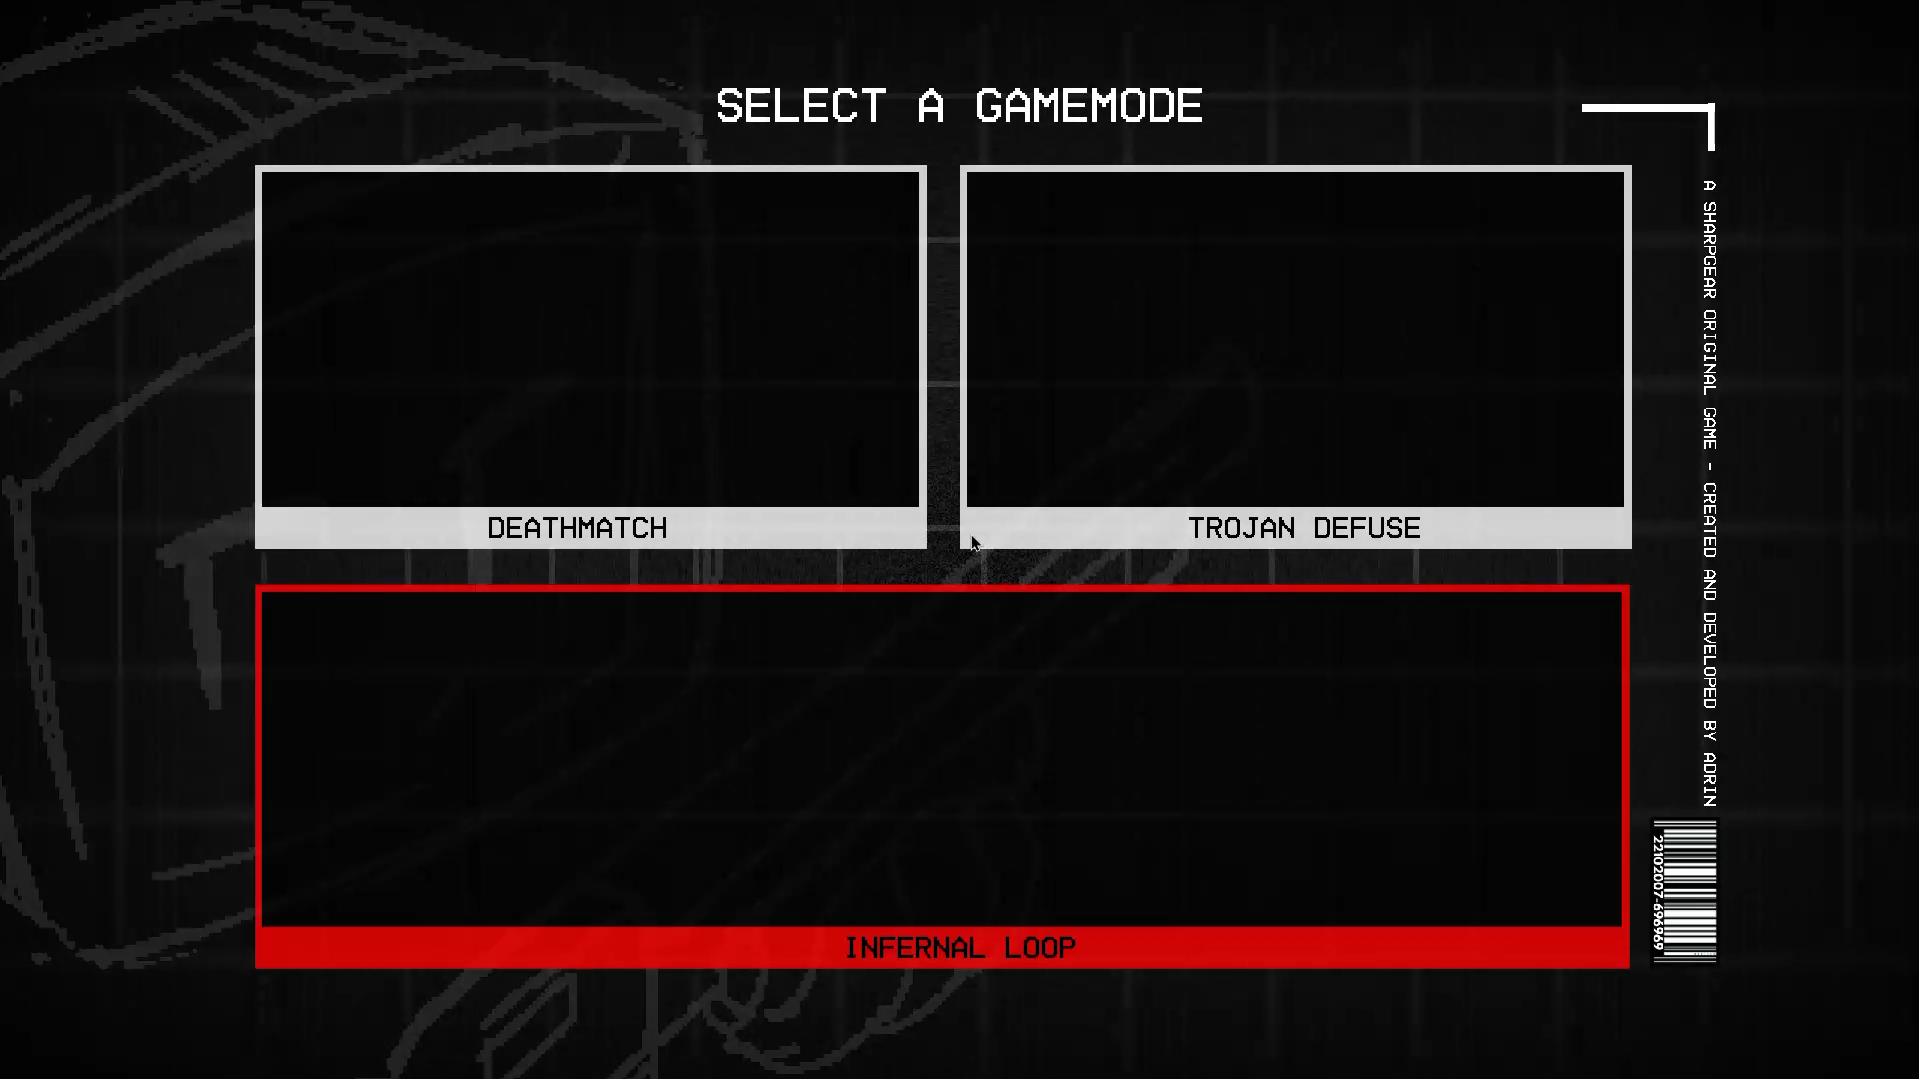 SELECT A GAMEMODE
DEATHMATCH
TROJAN DEFUSE
INFERNAL LOOP
A SHARPGEAR ORIGINAL GAME - CREATED AND DEVELOPED BY ADRIN
22102007-696969